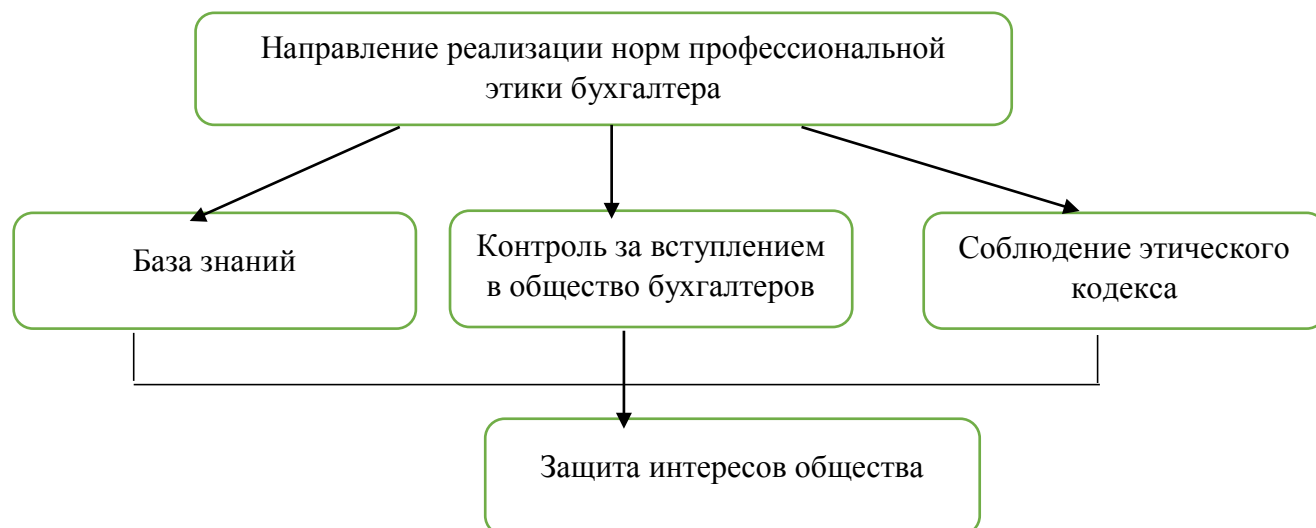 Направление реализации норм профессиональной
этики бухгалтера
База знаний
Контроль за вступлением
в общество бухгалтеров
Соблюдение этического
кодекса
Защита интересов общества